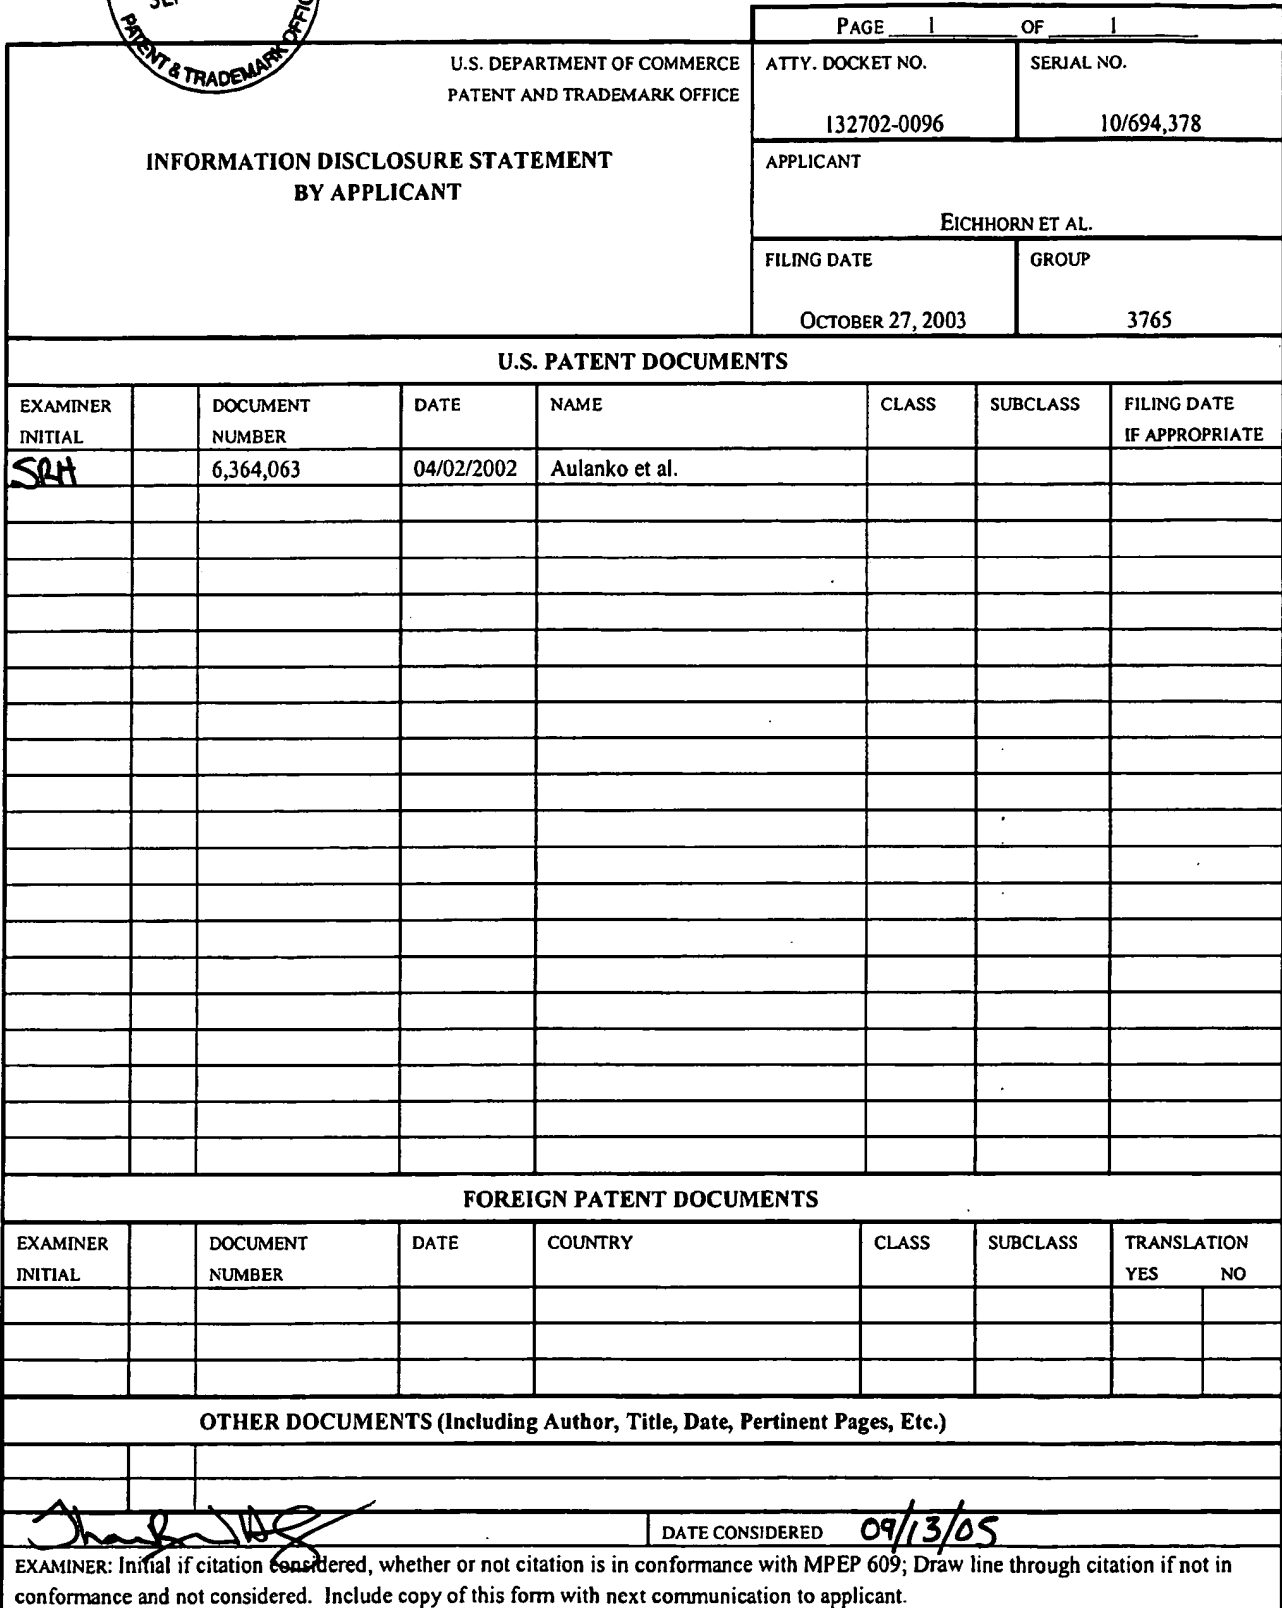 PATENT & TRADEMARK
PAGE 1 OF 1
U.S. DEPARTMENT OF COMMERCE
PATENT AND TRADEMARK OFFICE
ATTY. DOCKET NO.
132702-0096
SERIAL NO.
10/694,378
INFORMATION DISCLOSURE STATEMENT
BY APPLICANT
APPLICANT
EICHHORN ET AL.
FILING DATE
OCTOBER 27, 2003
GROUP
3765
U.S. PATENT DOCUMENTS
EXAMINER INITIAL DOCUMENT NUMBER DATE NAME CLASS SUBCLASS FILING DATE IF APPROPRIATE
SRH 6,364,063 04/02/2002 Aulanko et al.
FOREIGN PATENT DOCUMENTS
EXAMINER INITIAL DOCUMENT NUMBER DATE COUNTRY CLASS SUBCLASS TRANSLATION YES NO
OTHER DOCUMENTS (Including Author, Title, Date, Pertinent Pages, Etc.)
DATE CONSIDERED 09/13/05
EXAMINER: Initial if citation considered, whether or not citation is in conformance with MPEP 609; Draw line through citation if not in
conformance and not considered. Include copy of this form with next communication to applicant.